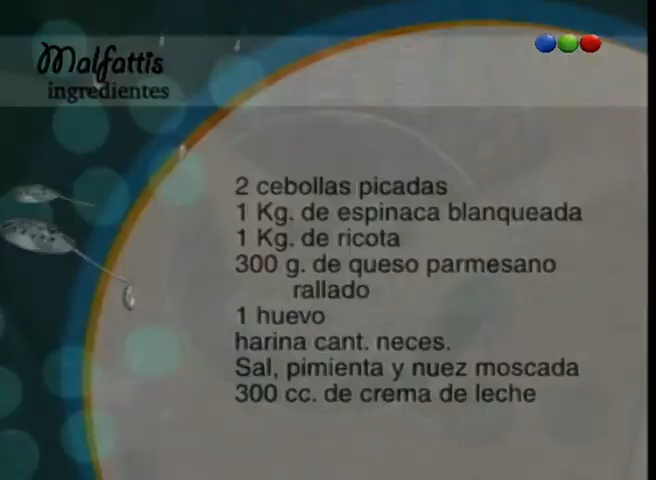 Malfattis
ingredientes
2 cebollas picadas
1 Kg. de espinaca blanqueada
1 Kg. de ricota
300 g. de queso parmesano
rallado
1 huevo
harina cant. neces.
Sal, pimienta y nuez moscada
300 cc. de crema de leche